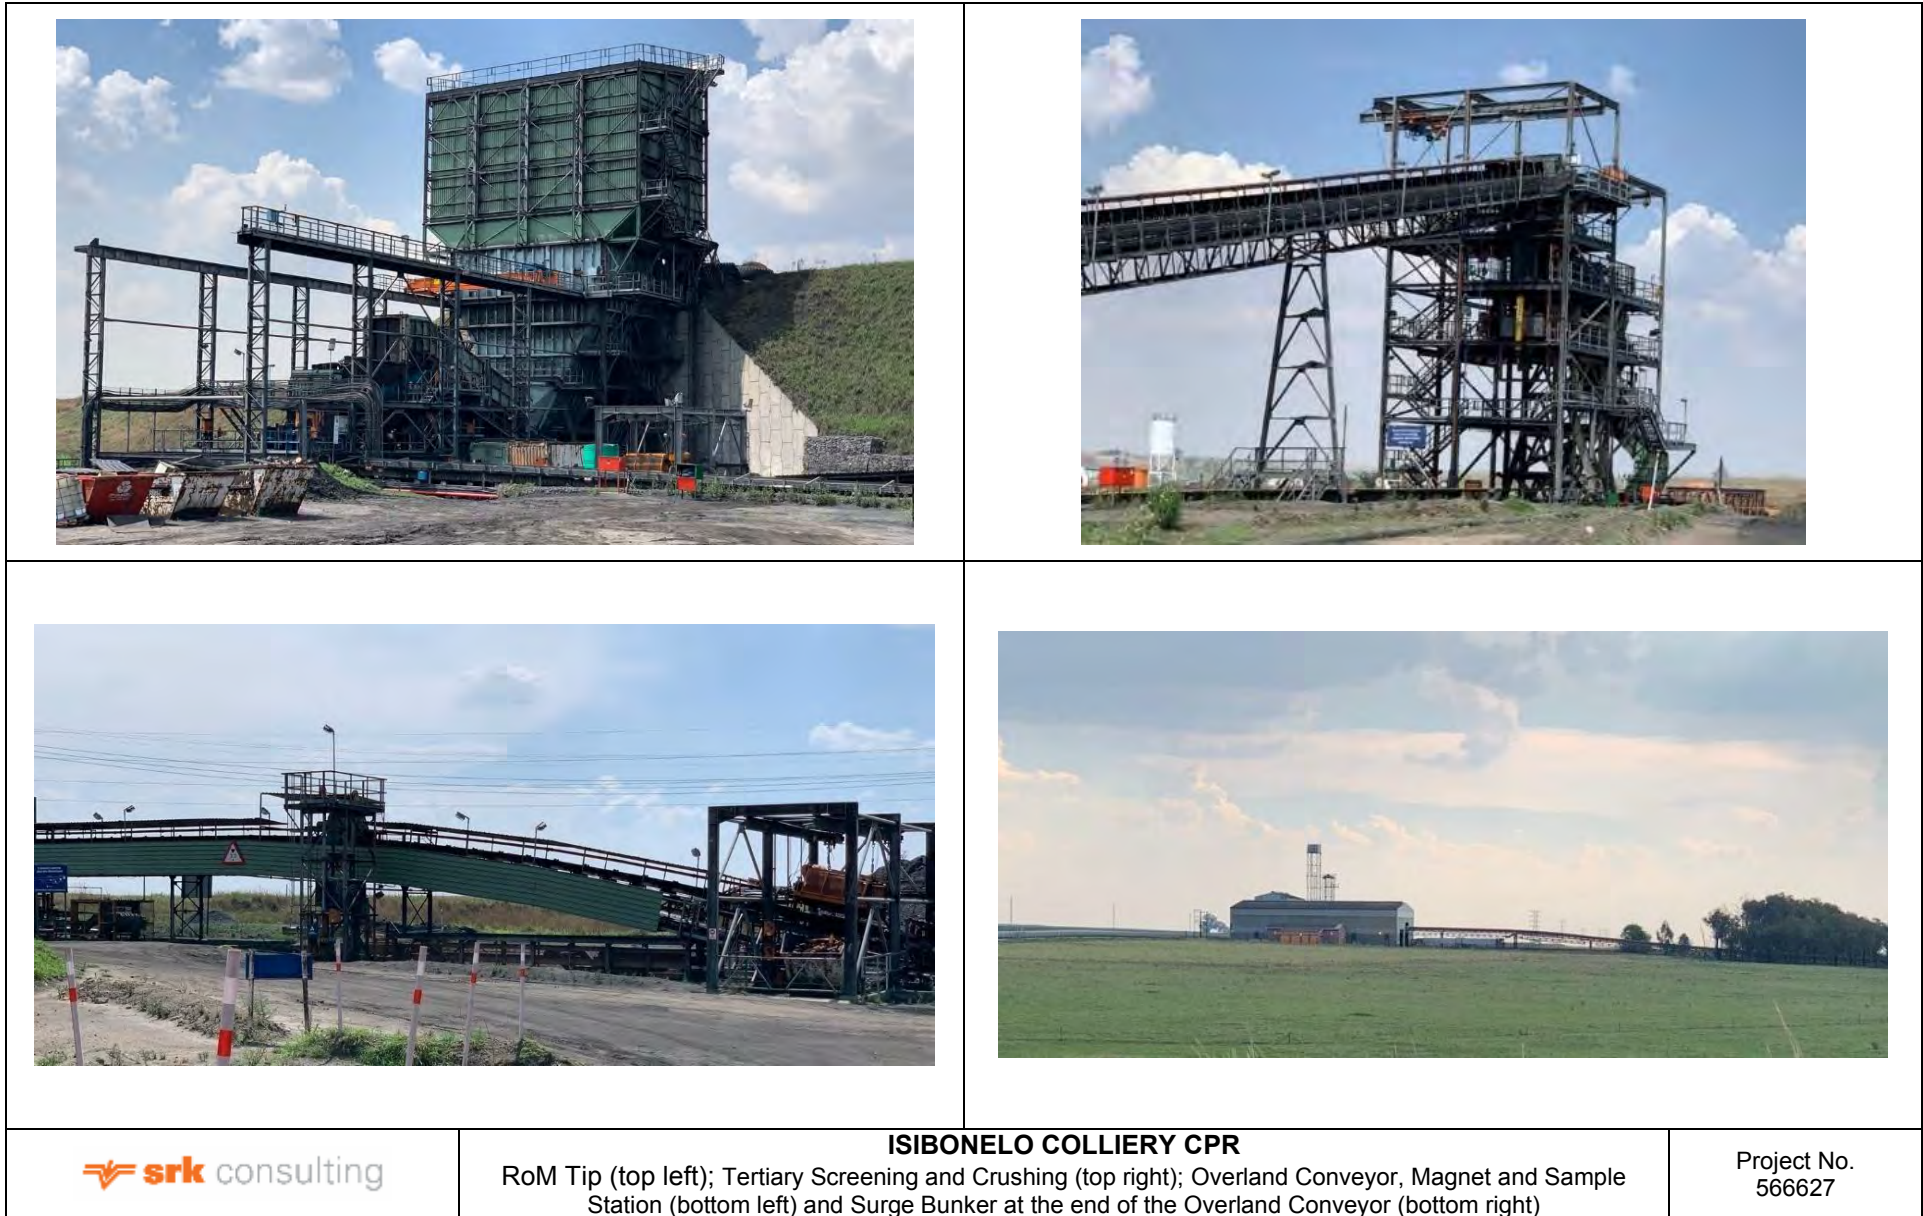 srk consulting
ISIBONELO COLLIERY CPR
RoM Tip (top left); Tertiary Screening and Crushing (top right); Overland Conveyor, Magnet and Sample
Station (bottom left) and Surge Bunker at the end of the Overland Conveyor (bottom right)
Project No.
566627